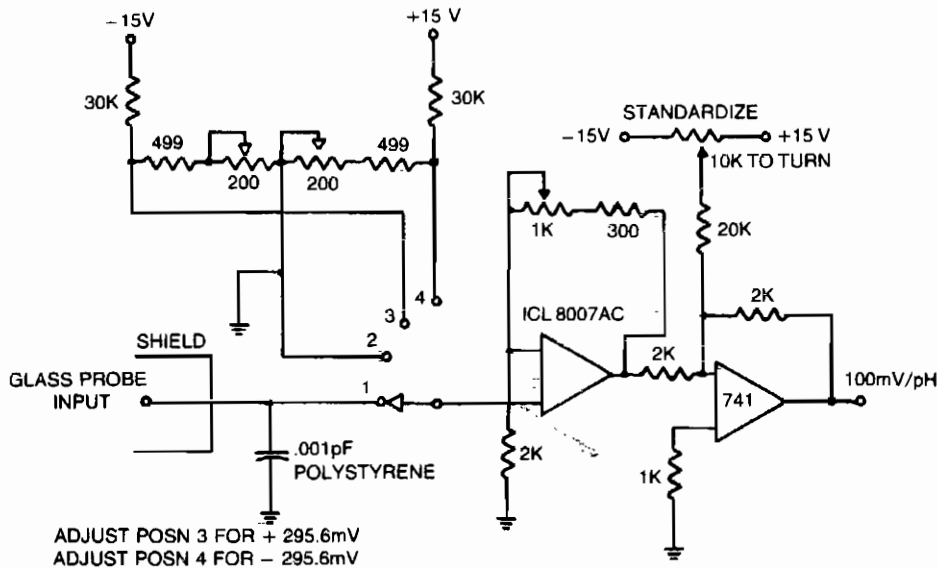 −15V
+15 V
30K
30K
499
200
200
499
STANDARDIZE
−15V
+15 V
10K TO TURN
20K
1K
300
4
3
2
ICL 8007AC
2K
2K
SHIELD
GLASS PROBE
INPUT
1
741
100mV/pH
.001pF
POLYSTYRENE
2K
1K
ADJUST POSN 3 FOR + 295.6mV
ADJUST POSN 4 FOR − 295.6mV